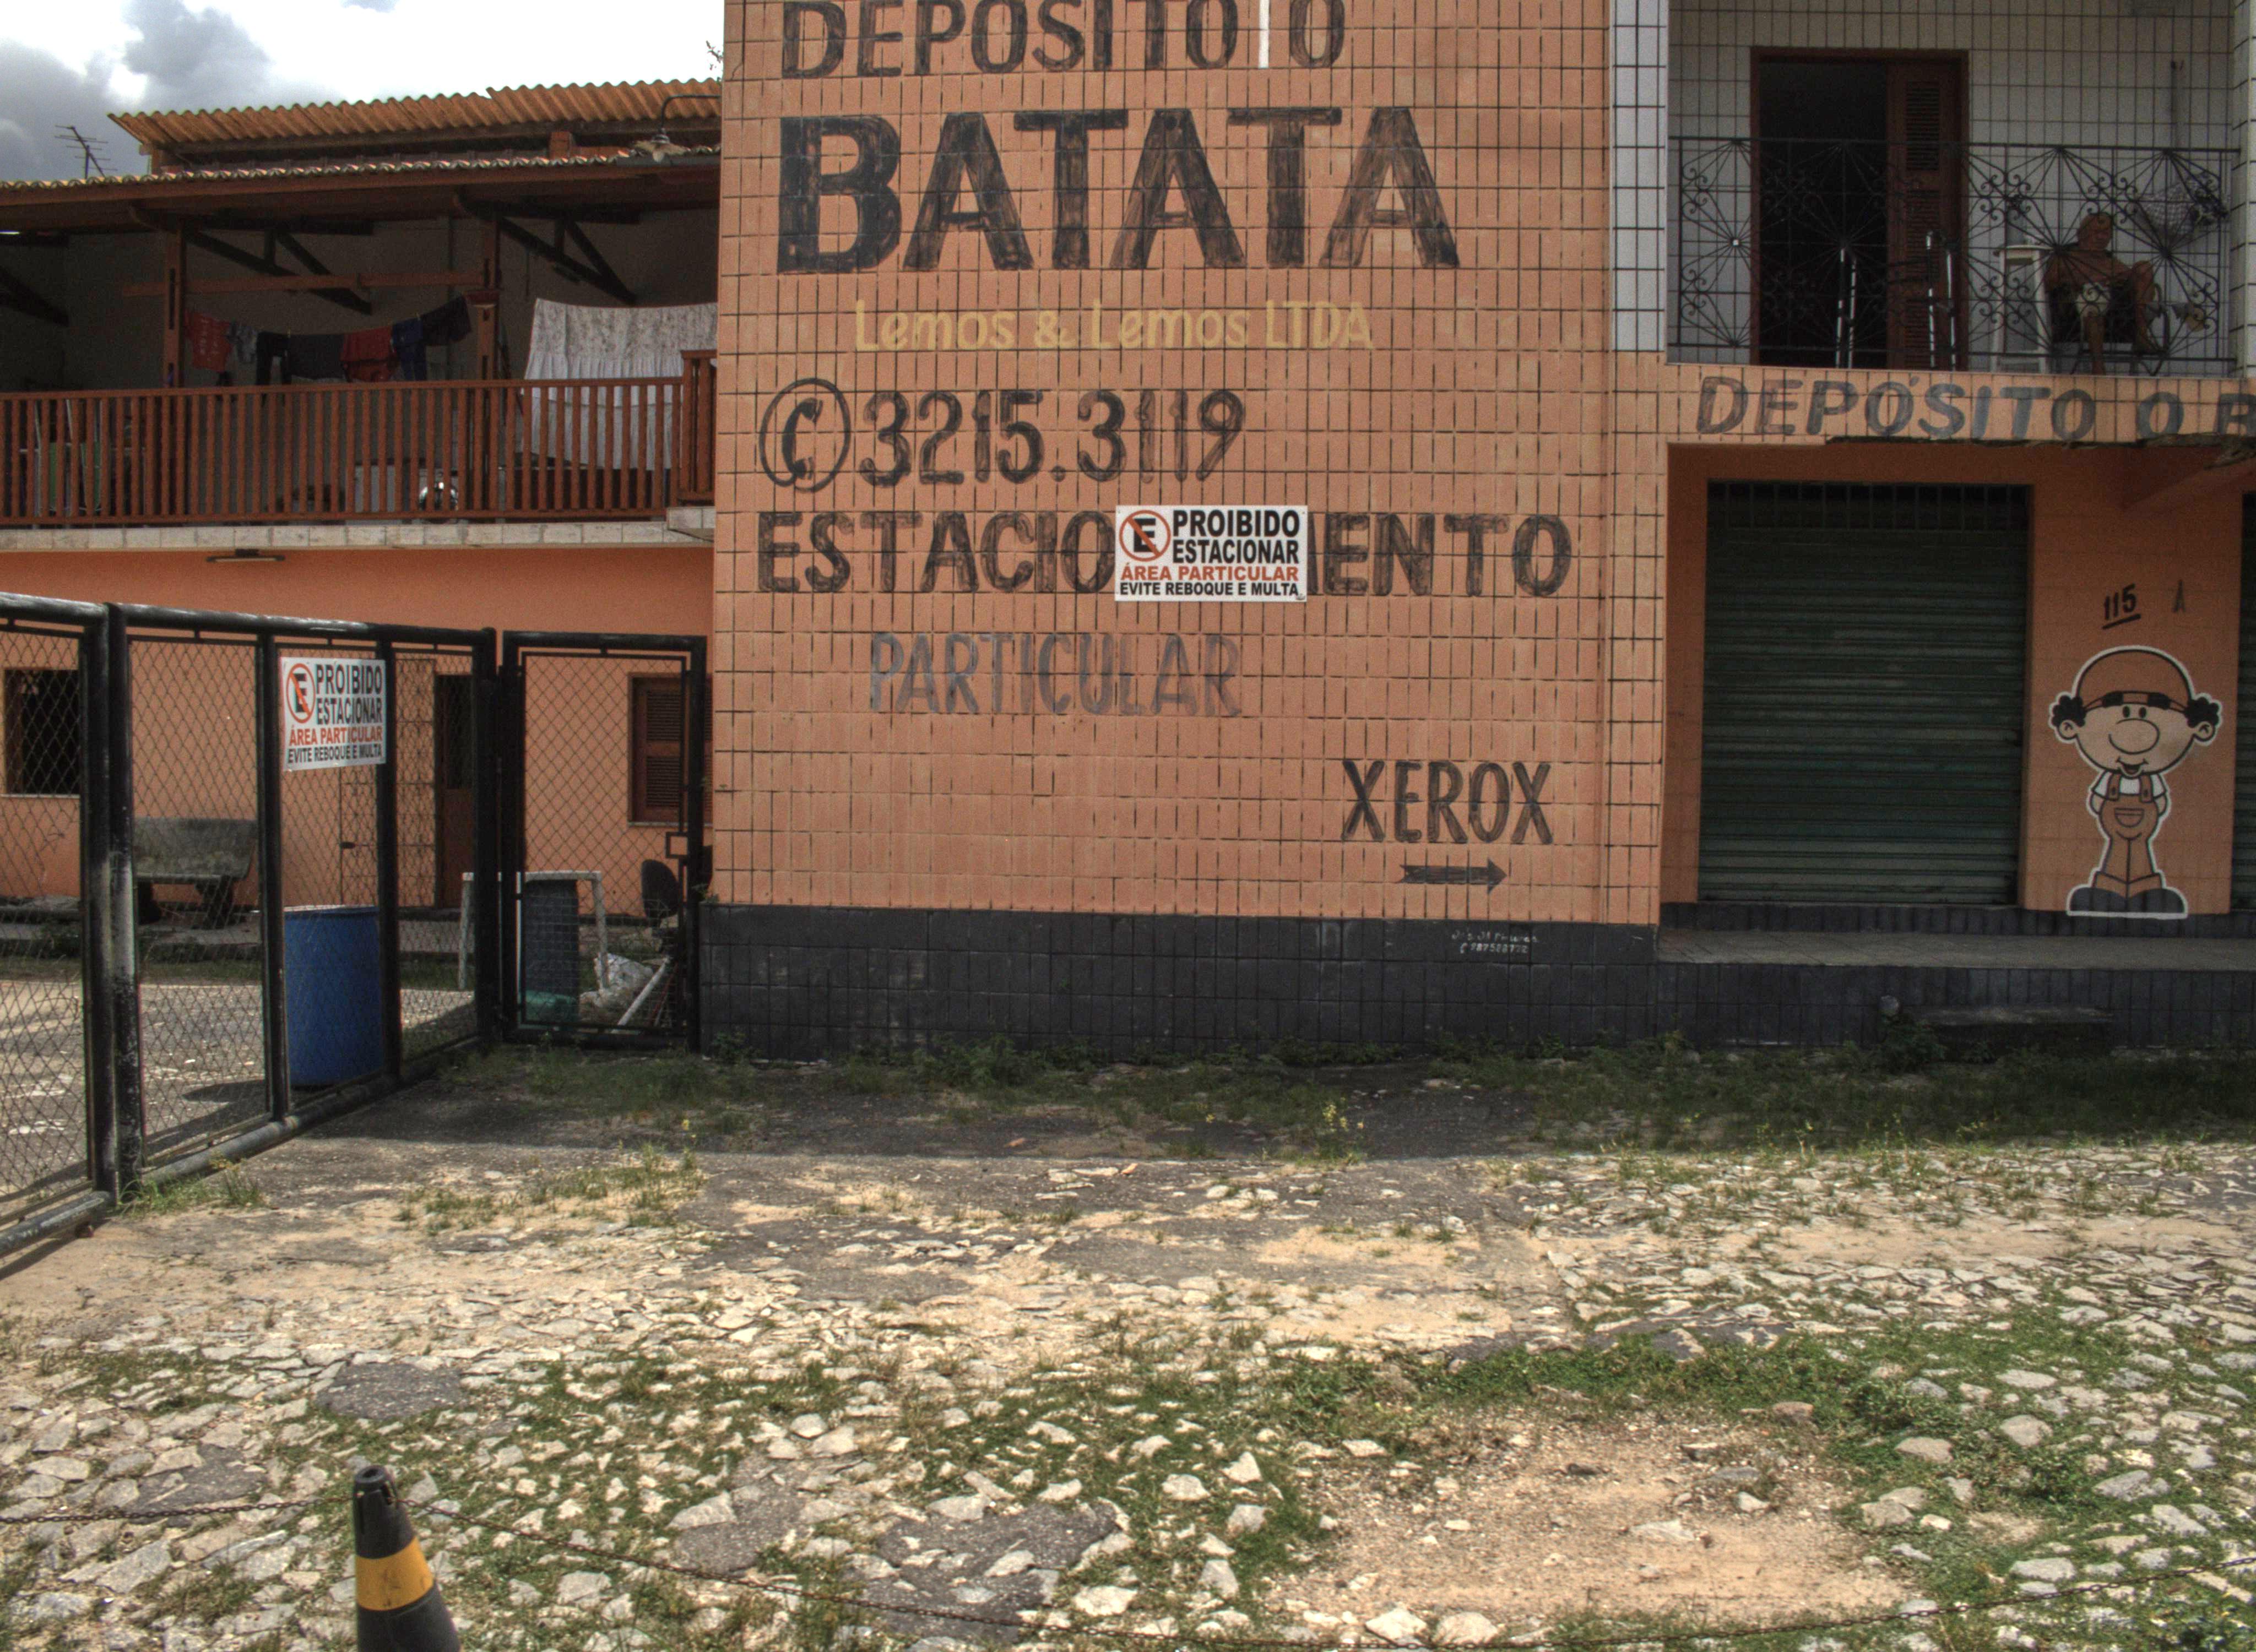 DEPÓSITO O
BATATA
Lemos & Lemos LTDA
3215.3119
ESTACIO
ENTO
PROIBIDO
ESTACIONAR
ÁREA PARTICULAR
EVITE REBOQUE E MULTA
PARTICULAR
XEROX
DEPÓSITO O B
115 A
PROIBIDO
ESTACIONAR
ÁREA PARTICULAR
EVITE REBOQUE E MULTA